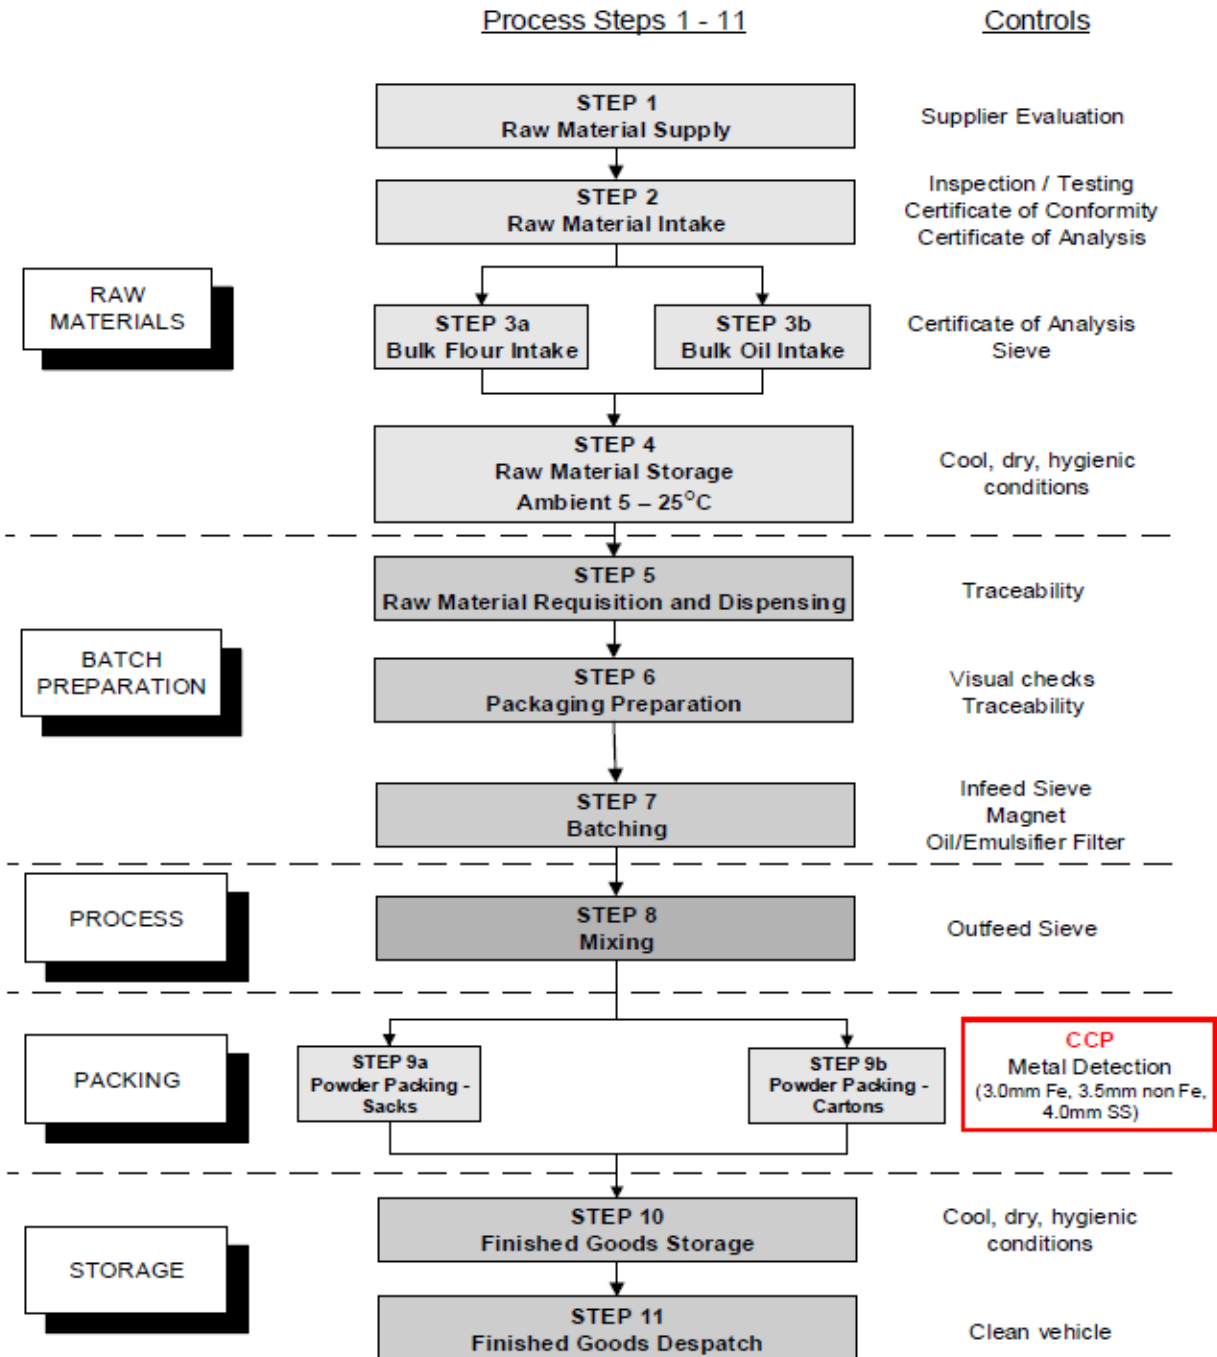 Process Steps 1 - 11
Controls
STEP 1
Raw Material Supply
Supplier Evaluation
STEP 2
Raw Material Intake
Inspection / Testing
Certificate of Conformity
Certificate of Analysis
RAW
MATERIALS
STEP 3a
Bulk Flour Intake
STEP 3b
Bulk Oil Intake
Certificate of Analysis
Sieve
STEP 4
Raw Material Storage
Ambient 5 – 25°C
Cool, dry, hygienic
conditions
STEP 5
Raw Material Requisition and Dispensing
Traceability
BATCH
PREPARATION
STEP 6
Packaging Preparation
Visual checks
Traceability
STEP 7
Batching
Infeed Sieve
Magnet
Oil/Emulsifier Filter
PROCESS
STEP 8
Mixing
Outfeed Sieve
PACKING
STEP 9a
Powder Packing -
Sacks
STEP 9b
Powder Packing -
Cartons
CCP
Metal Detection
(3.0mm Fe, 3.5mm non Fe,
4.0mm SS)
STORAGE
STEP 10
Finished Goods Storage
Cool, dry, hygienic
conditions
STEP 11
Finished Goods Despatch
Clean vehicle